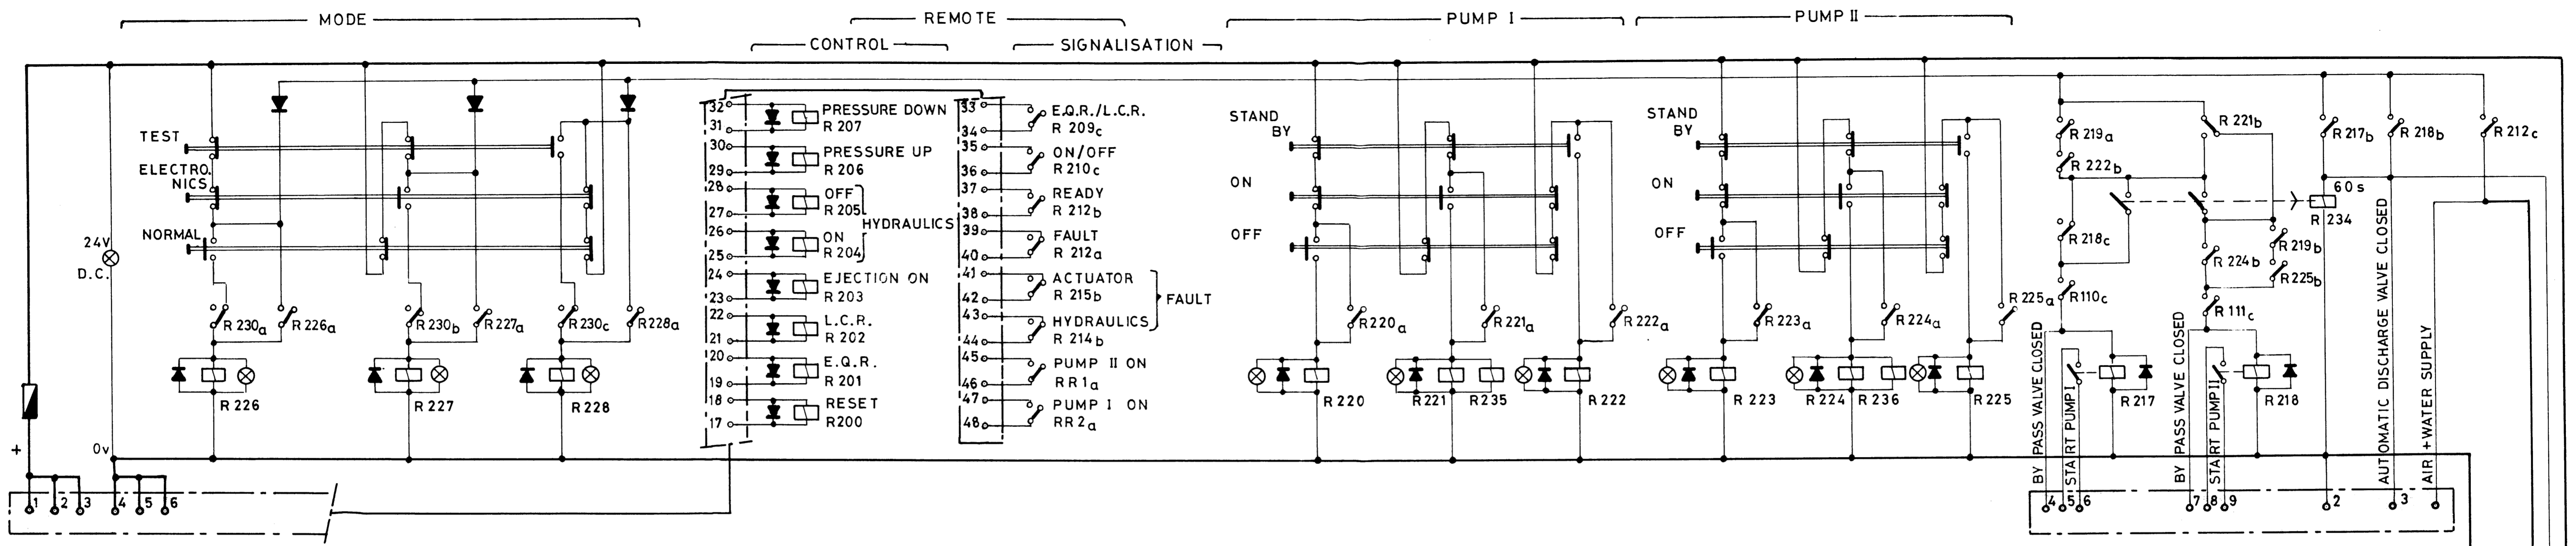 MODE
REMOTE
PUMP I
PUMP II
CONTROL
SIGNALISATION
TEST
ELECTRO.
NICS
NORMAL
24V
D.C.
0v
+
R 230a
R 226a
R 230b
R 227a
R 230c
R 228a
R 226
R 227
R 228
1
2
3
4
5
6
32
31
PRESSURE DOWN
R 207
30
29
PRESSURE UP
R 206
28
27
OFF
R 205
HYDRAULICS
26
25
ON
R 204
24
23
EJECTION ON
R 203
22
21
L.C.R.
R 202
20
19
E.Q.R.
R 201
18
17
RESET
R200
33
34
E.Q.R./L.C.R.
R 209c
35
36
ON/OFF
R 210c
37
38
READY
R 212b
39
40
FAULT
R 212a
41
42
ACTUATOR
R 215b
FAULT
43
44
HYDRAULICS
R 214b
45
46
PUMP II ON
RR1a
47
48
PUMP I ON
RR2a
STAND
BY
ON
OFF
R 220a
R 221a
R 222a
R 220
R 221
R 235
R 222
STAND
BY
ON
OFF
R 223a
R 224a
R 225a
R 223
R 224
R 236
R 225
R 219a
R 222b
R 221b
R 217b
R 218b
R 212c
60s
R 234
R 218c
R 219b
R 224b
R 225b
R110c
R 111c
R 217
R 218
BY PASS VALVE CLOSED
START PUMP I
BY PASS VALVE CLOSED
START PUMP II
AUTOMATIC DISCHARGE VALVE CLOSED
AIR + WATER SUPPLY
4
5
6
7
8
9
2
3